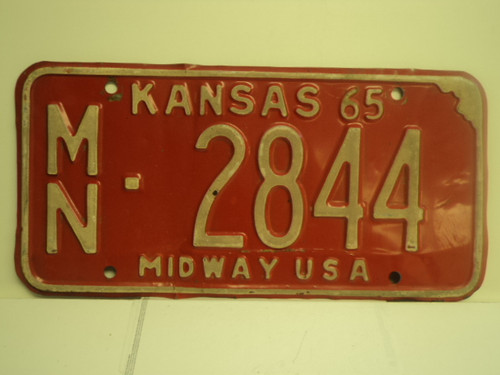 KANSAS 65
MN - 2844
MIDWAY USA